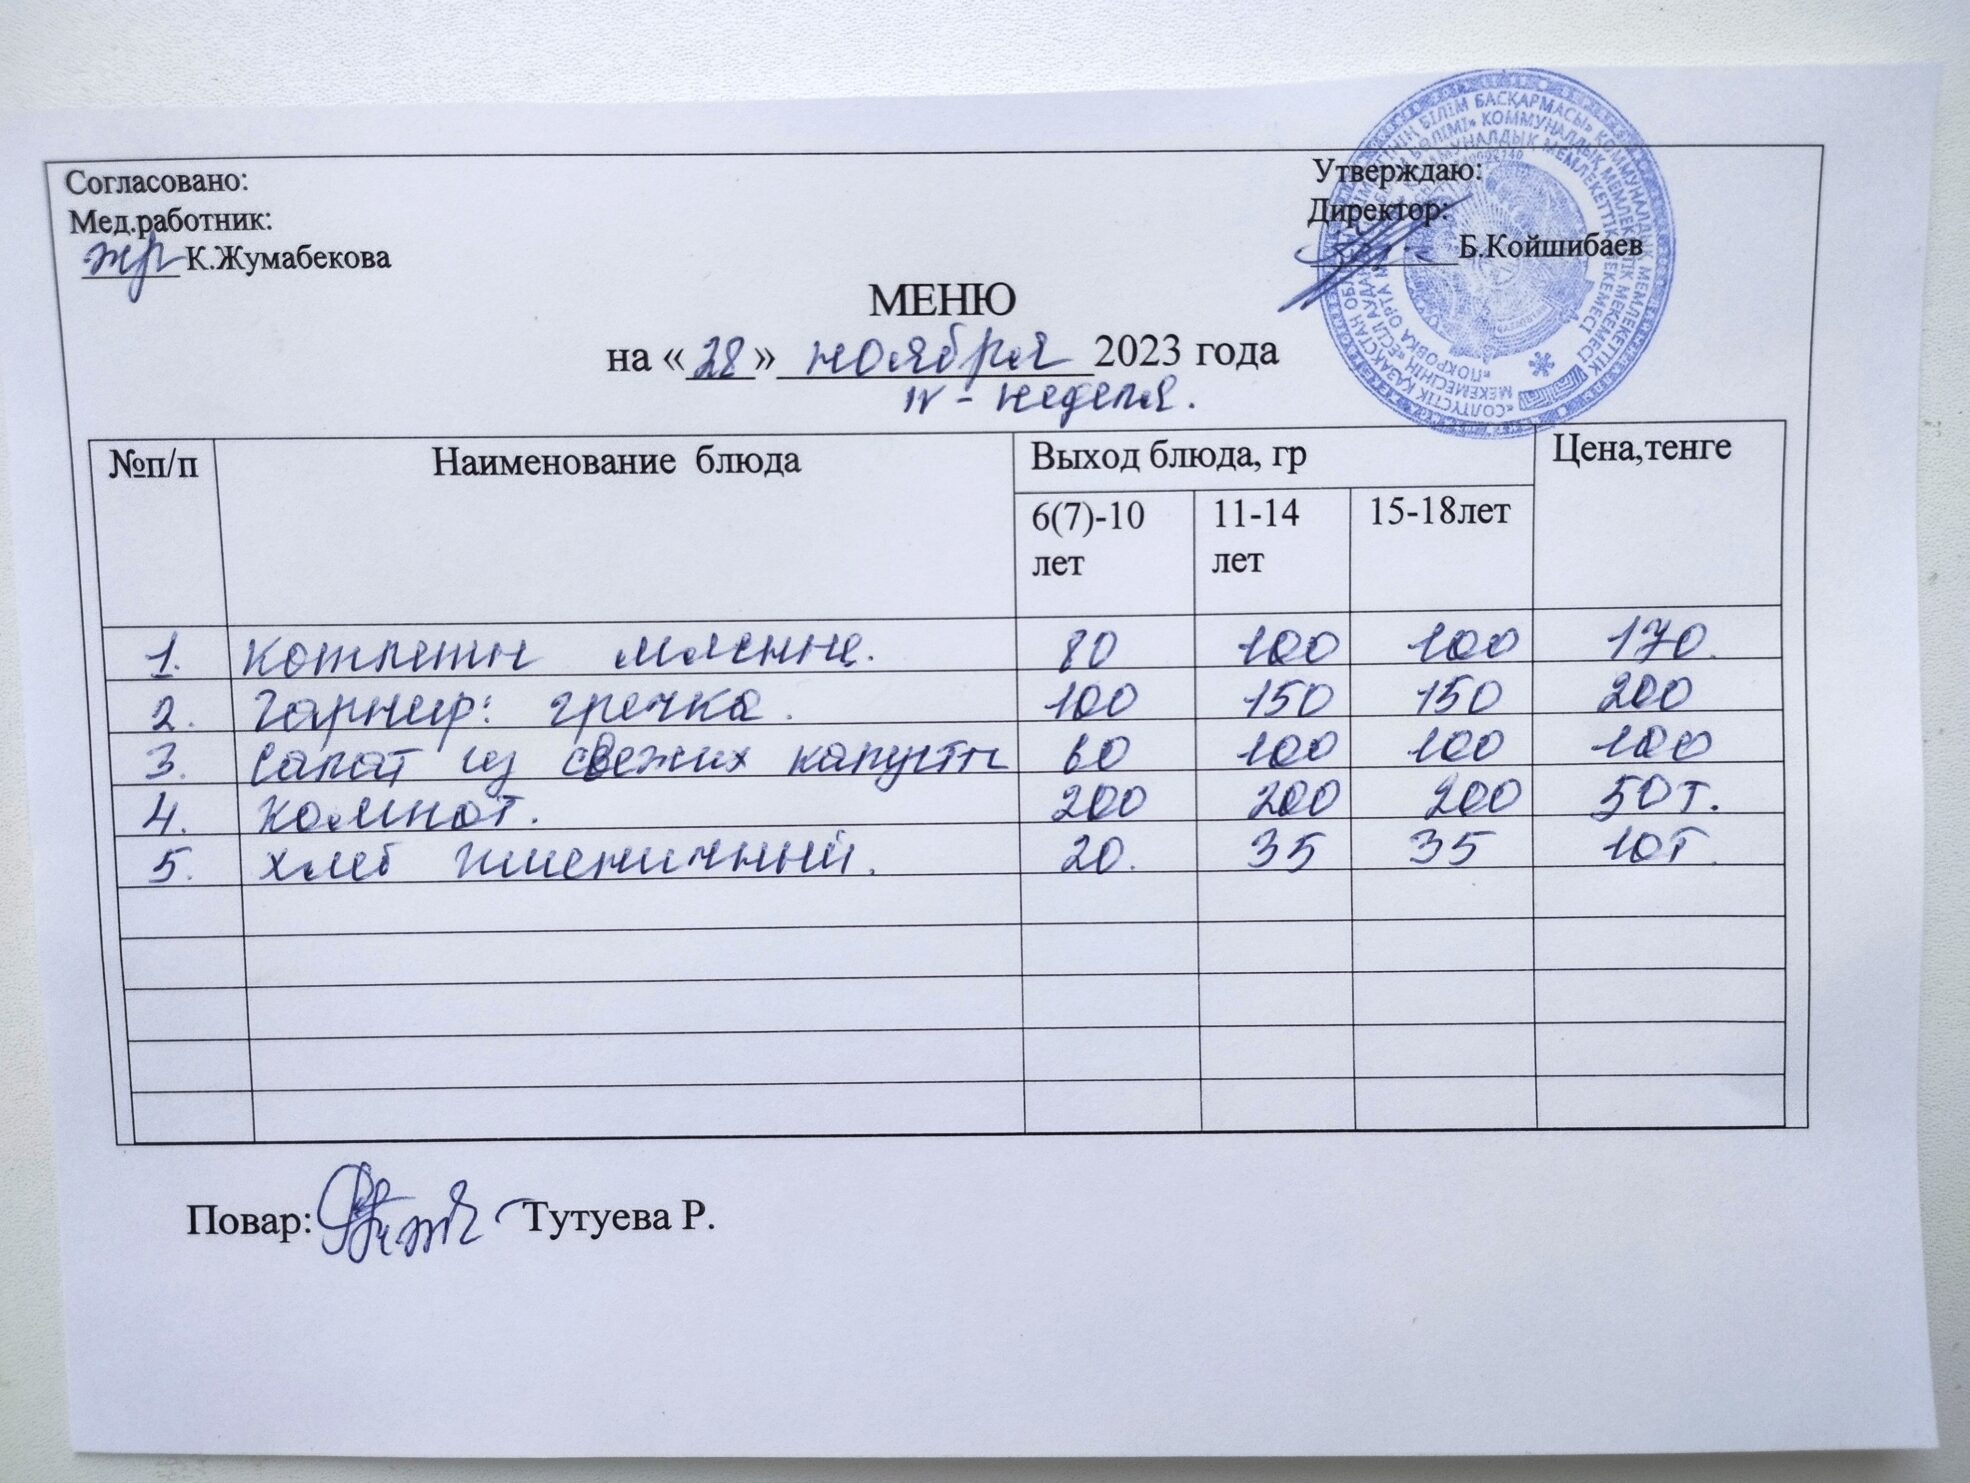 Согласовано:
Мед.работник:
К.Жумабекова
Утверждаю:
Директор:
Б.Койшибаев
МЕНЮ
на «28» ноября 2023 года
IV - неделя.
№п/п Наименование блюда Выход блюда, гр Цена,тенге
6(7)-10 лет 11-14 лет 15-18лет
1. Котлеты мясные. 80 100 100 170.
2. Гарнир: гречка. 100 150 150 200
3. Салат из свежих капусты 60 100 100 100
4. Компот. 200 200 200 50т.
5. Хлеб пшеничный. 20. 35 35 10т.
Повар: Тутуева Р.